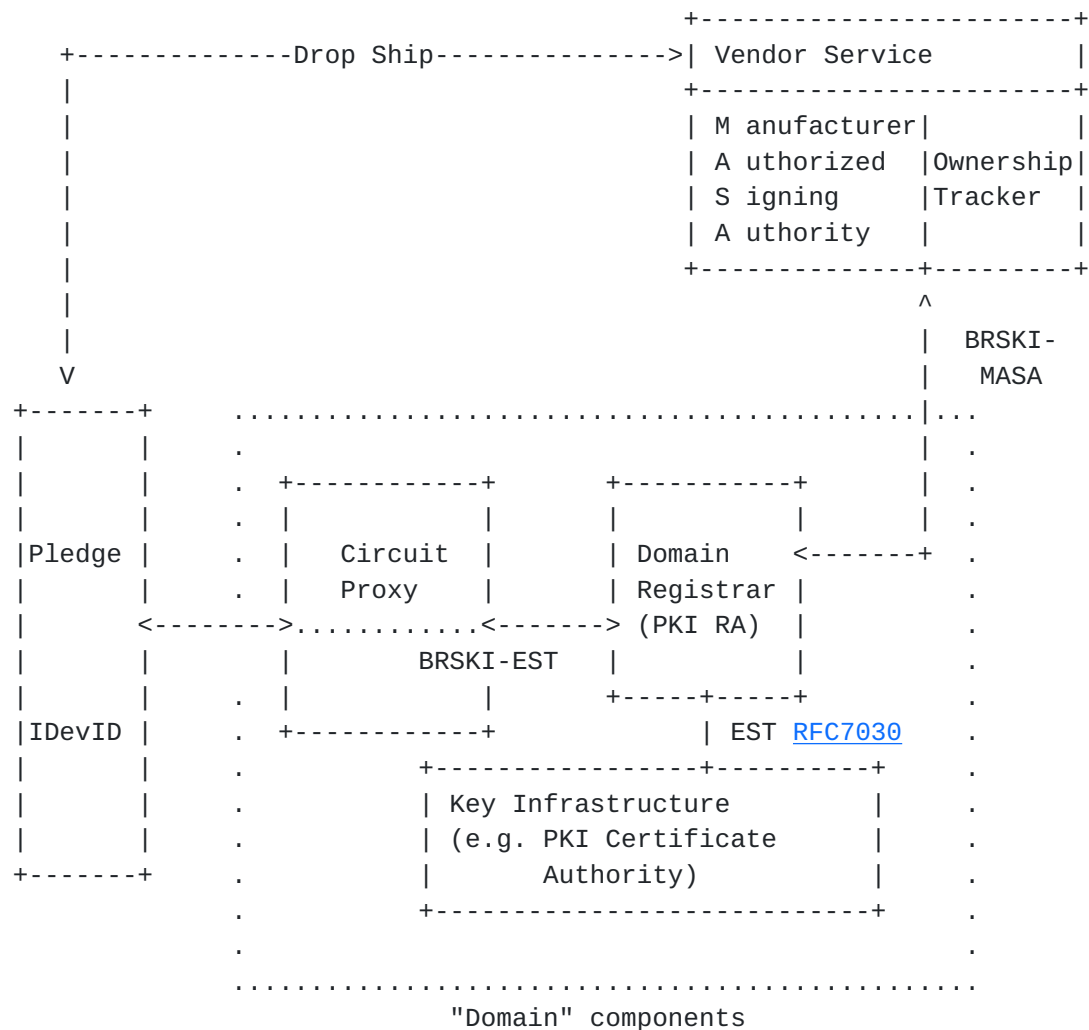 Drop Ship
Vendor Service
M anufacturer
A uthorized
Ownership
S igning
Tracker
A uthority
BRSKI-
MASA
Pledge
Circuit
Domain
Proxy
Registrar
(PKI RA)
BRSKI-EST
IDevID
EST RFC7030
Key Infrastructure
(e.g. PKI Certificate
Authority)
"Domain" components